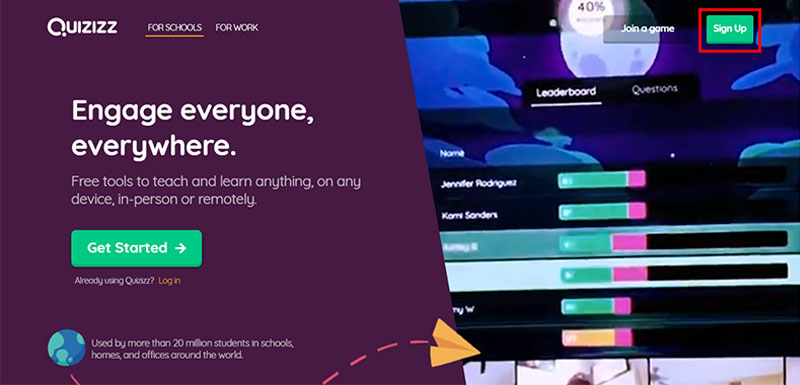 QUIZIZZ
FOR SCHOOLS
FOR WORK
Join a game
Sign Up
Engage everyone,
everywhere.
Free tools to teach and learn anything, on any
device, in-person or remotely.
Get Started →
Already using Quizizz? Log in
Used by more than 20 million students in schools,
homes, and offices around the world.
40%
Leaderboard
Questions
Name
Jennifer Rodriguez
Kami Sanders
my W